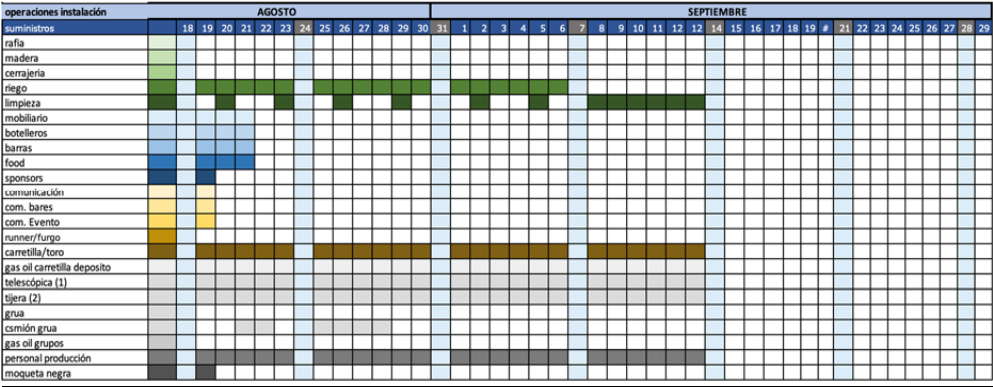 operaciones instalación AGOSTO SEPTIEMBRE
suministros 18 19 20 21 22 23 24 25 26 27 28 29 30 31 1 2 3 4 5 6 7 8 9 10 11 12 12 14 15 16 17 18 19 # 21 22 23 24 25 26 27 28 29
rafia
madera
cerrajeria
riego
limpieza
mobiliario
botelleros
barras
food
sponsors
comunicación
com. bares
com. Evento
runner/furgo
carretilla/toro
gas oil carretilla deposito
telescópica (1)
tijera (2)
grua
csmión grua
gas oil grupos
personal producción
moqueta negra